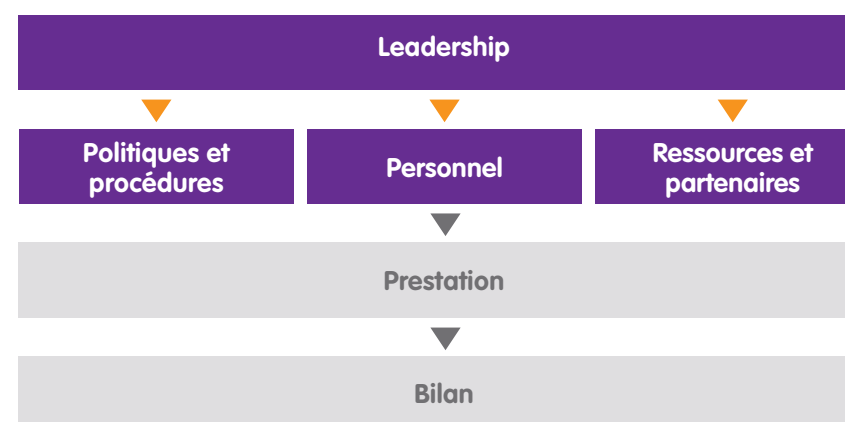 Leadership
Politiques et
procédures
Personnel
Ressources et
partenaires
Prestation
Bilan